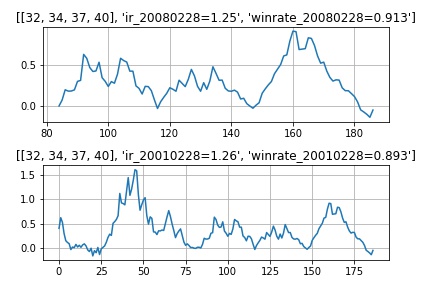 [[32, 34, 37, 40], 'ir_20080228=1.25', 'winrate_20080228=0.913']
0.5
0.0
80 100 120 140 160 180
[[32, 34, 37, 40], 'ir_20010228=1.26', 'winrate_20010228=0.893']
1.5
1.0
0.5
0.0
0 25 50 75 100 125 150 175